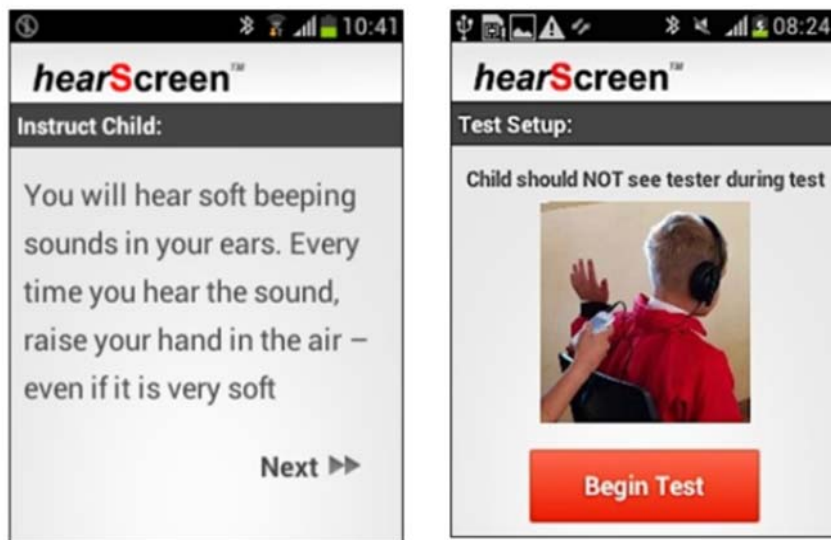 10:41
hearScreen™
Instruct Child:
You will hear soft beeping
sounds in your ears. Every
time you hear the sound,
raise your hand in the air –
even if it is very soft
Next
08:24
hearScreen™
Test Setup:
Child should NOT see tester during test
Begin Test